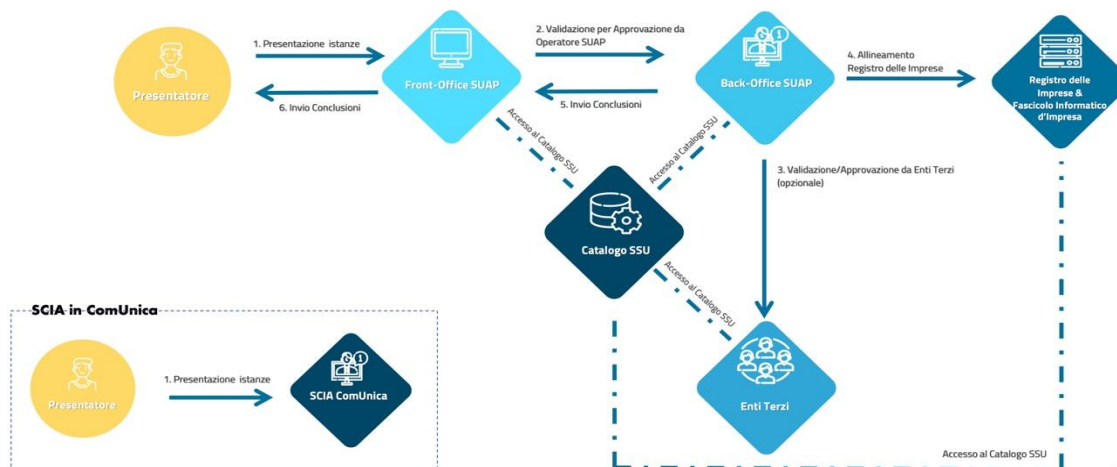 1. Presentazione istanze
2. Validazione per Approvazione da
Operatore SUAP
4. Allineamento
Registro delle Imprese
Presentatore
Front-Office SUAP
Back-Office SUAP
Registro delle
Imprese &
Fascicolo Informatico
d'Impresa
6. Invio Conclusioni
5. Invio Conclusioni
Accesso al Catalogo SSU
Accesso al Catalogo SSU
3. Validazione/Approvazione da Enti Terzi
(opzionale)
Catalogo SSU
Accesso al Catalogo SSU
SCIA in ComUnica
1. Presentazione istanze
Presentatore
SCIA ComUnica
Enti Terzi
Accesso al Catalogo SSU